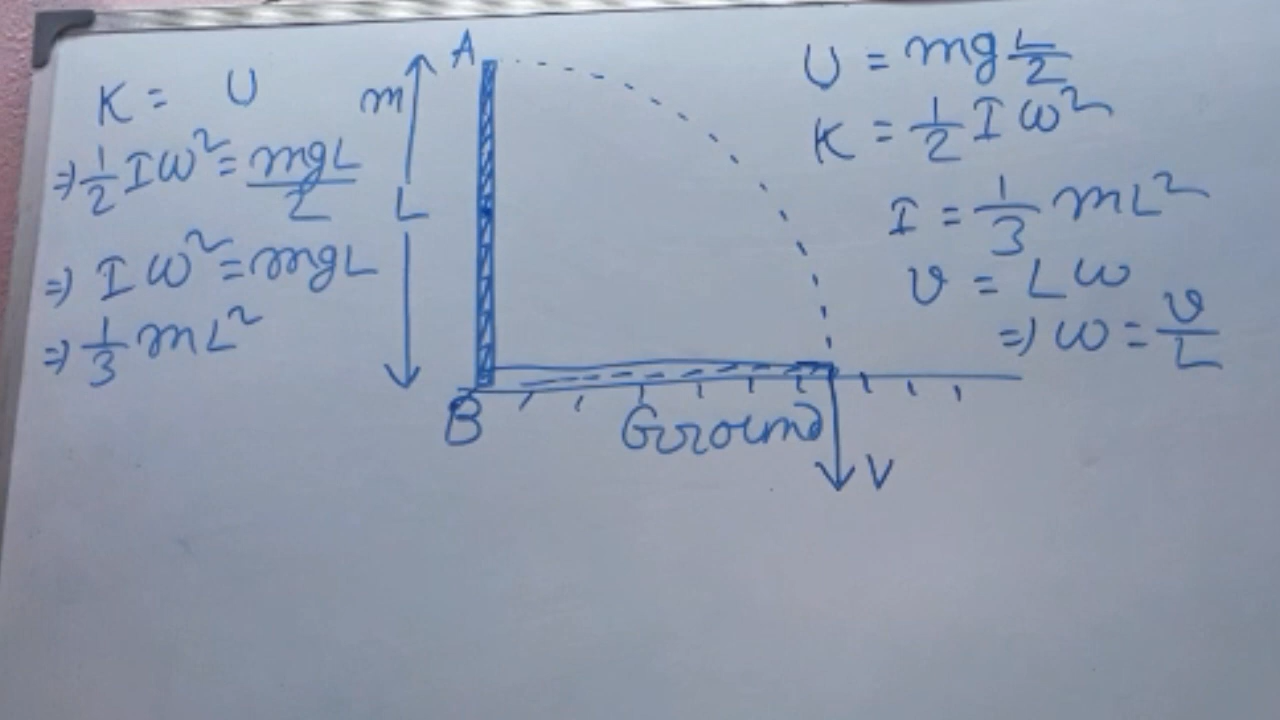 K = U
⇒ 1/2 Iω² = mgL/2
⇒ Iω² = mgL
⇒ 1/3 mL²
A
m
L
B
Ground
V
U = mg L/2
K = 1/2 Iω²
I = 1/3 mL²
v = Lω
⇒ ω = v/L